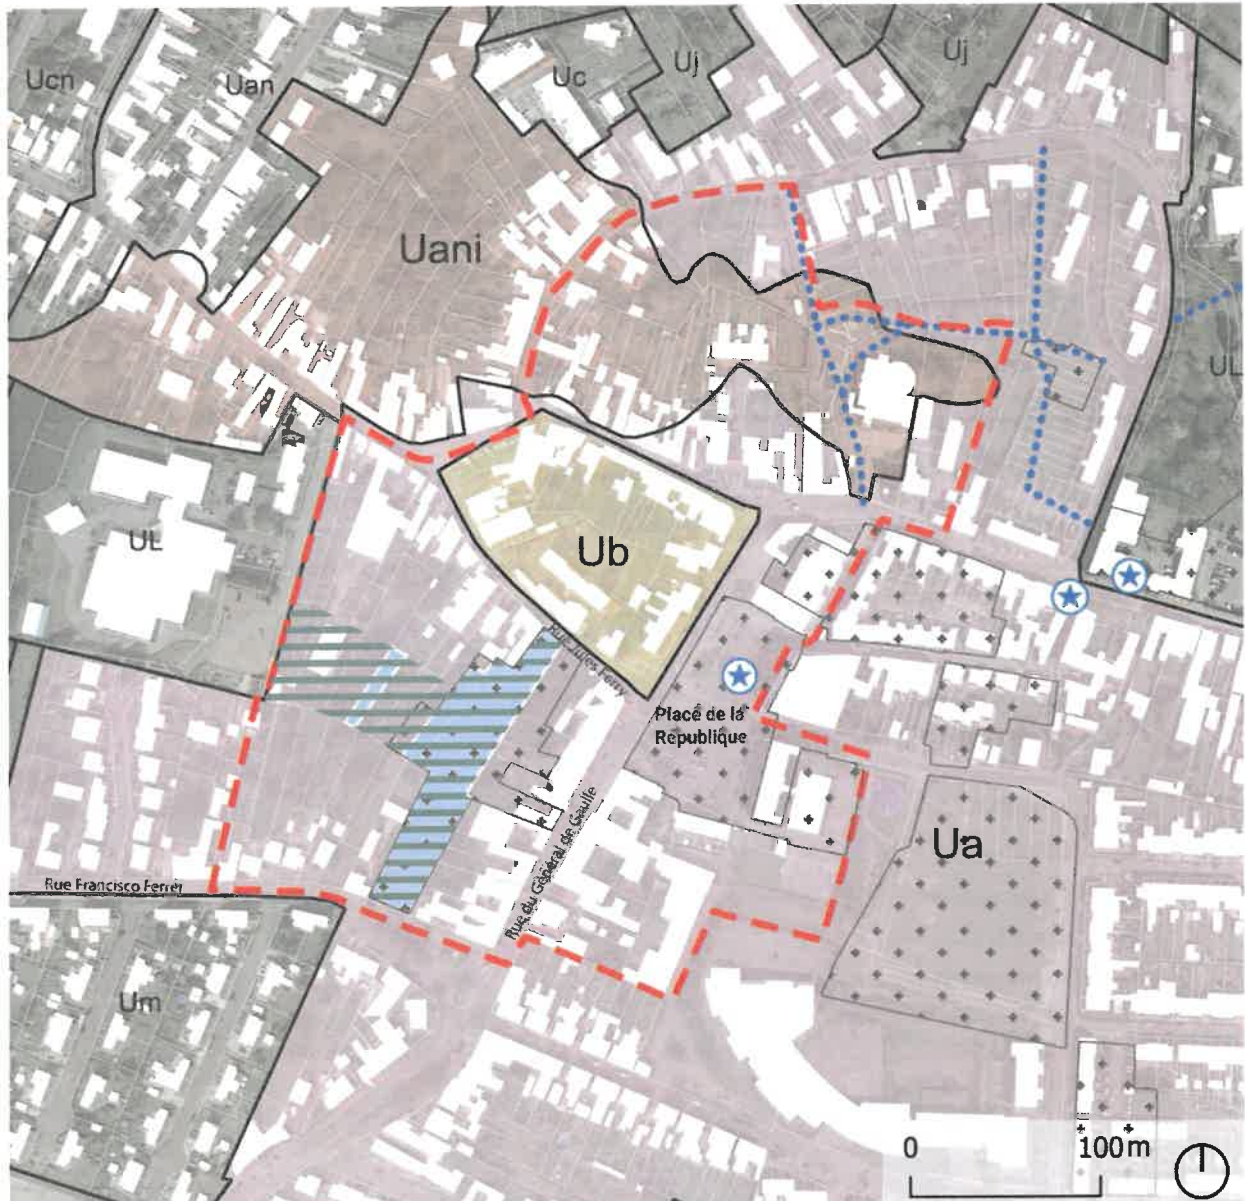 Ucn
Uan
Uc
Uj
Uj
Uani
UL
UL
Ub
Rue Jules Ferry
Place de la
République
Ua
Rue du Général de Gaulle
Rue Francisco Ferrer
Um
0
100m